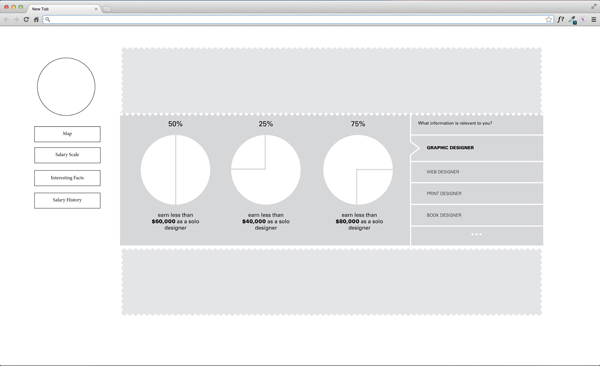 New Tab
f?
Map
Salary Scale
Interesting Facts
Salary History
50%
earn less than
$60,000 as a solo
designer
25%
earn less than
$40,000 as a solo
designer
75%
earn less than
$80,000 as a solo
designer
What information is relevant to you?
GRAPHIC DESIGNER
WEB DESIGNER
PRINT DESIGNER
BOOK DESIGNER